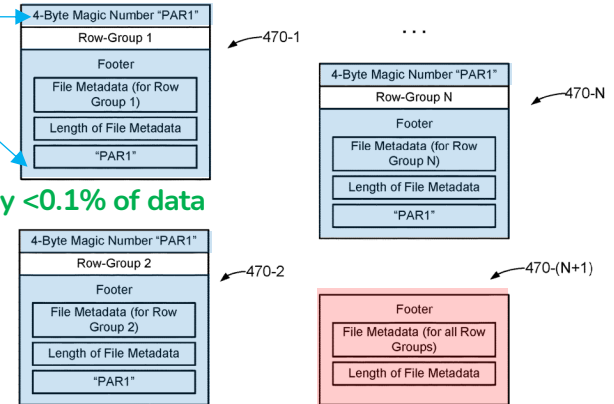 4-Byte Magic Number “PAR1”
Row-Group 1
Footer
File Metadata (for Row
Group 1)
Length of File Metadata
“PAR1”
470-1
. . .
4-Byte Magic Number “PAR1”
Row-Group N
Footer
File Metadata (for Row
Group N)
Length of File Metadata
“PAR1”
470-N
y <0.1% of data
4-Byte Magic Number “PAR1”
Row-Group 2
Footer
File Metadata (for Row
Group 2)
Length of File Metadata
“PAR1”
470-2
Footer
File Metadata (for all Row
Groups)
Length of File Metadata
470-(N+1)